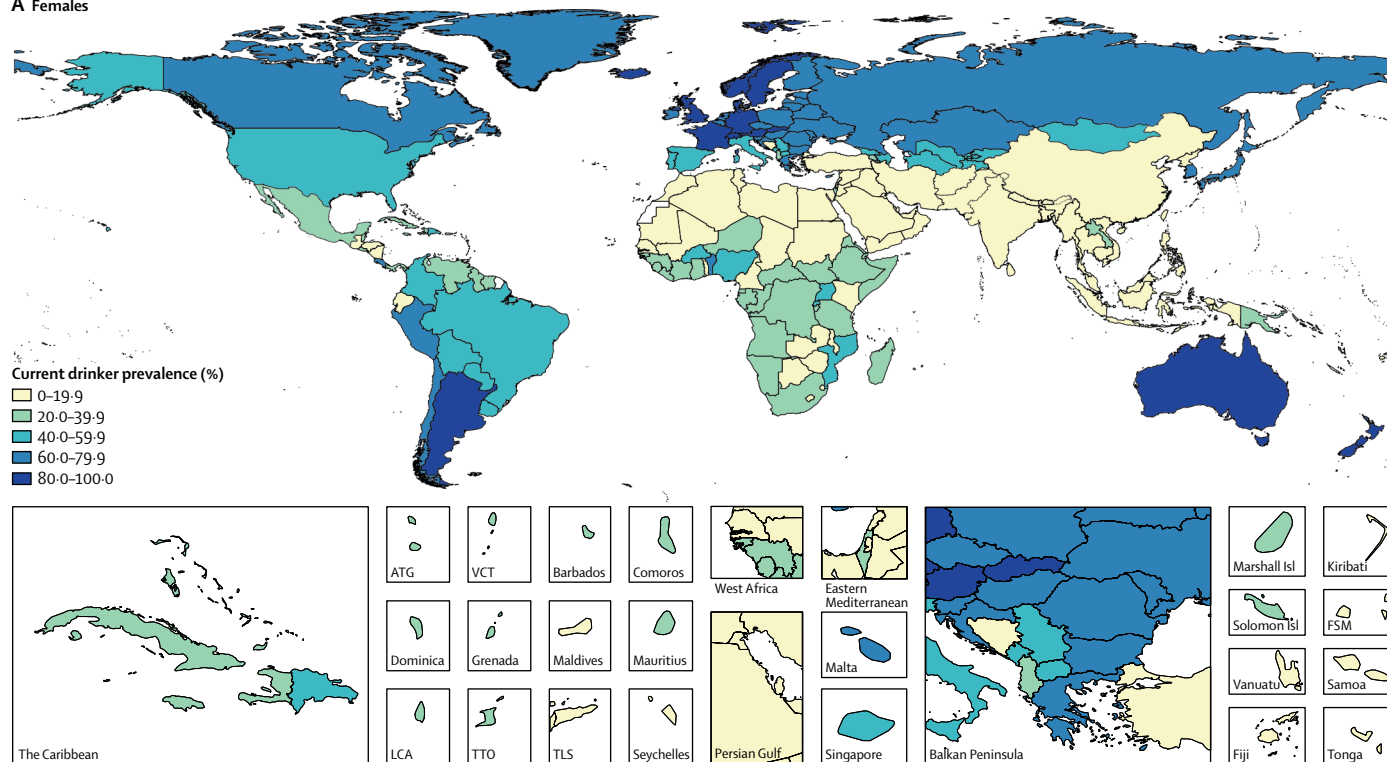 A Females
Current drinker prevalence (%)
0–19·9
20·0–39·9
40·0–59·9
60·0–79·9
80·0–100·0
The Caribbean
ATG
VCT
Barbados
Comoros
West Africa
Eastern
Mediterranean
Marshall Isl
Kiribati
Dominica
Grenada
Maldives
Mauritius
Malta
Solomon Isl
FSM
Vanuatu
Samoa
LCA
TTO
TLS
Seychelles
Persian Gulf
Singapore
Balkan Peninsula
Fiji
Tonga